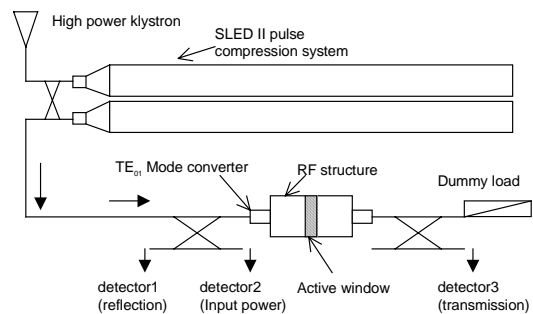 High power klystron
SLED II pulse
compression system
TE₀₁ Mode converter
RF structure
Dummy load
detector1
(reflection)
detector2
(Input power)
Active window
detector3
(transmission)